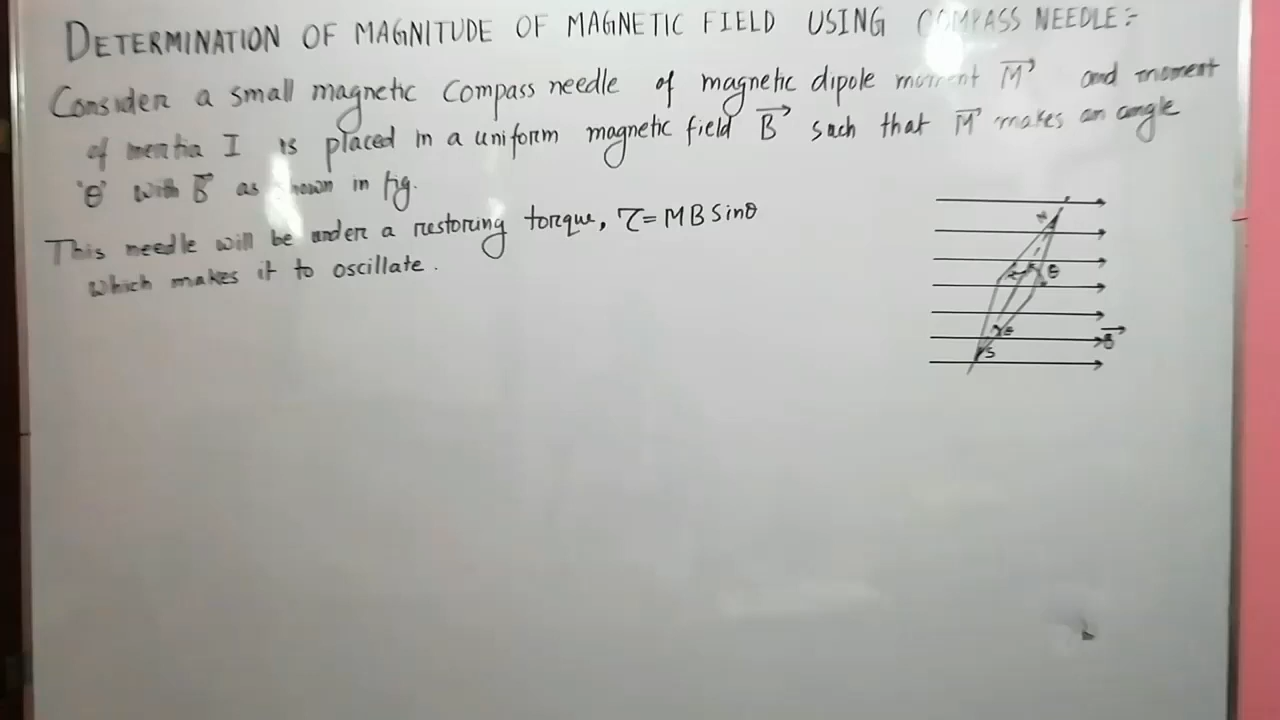 DETERMINATION OF MAGNITUDE OF MAGNETIC FIELD USING COMPASS NEEDLE:-
Consider a small magnetic Compass needle of magnetic dipole moment M⃗ and moment
of inertia I is placed in a uniform magnetic field B⃗ such that M⃗ makes an angle
'θ' with B⃗ as shown in fig.
This needle will be under a restoring torque, τ = MB Sinθ
which makes it to oscillate.
N
θ
θ
B⃗
S